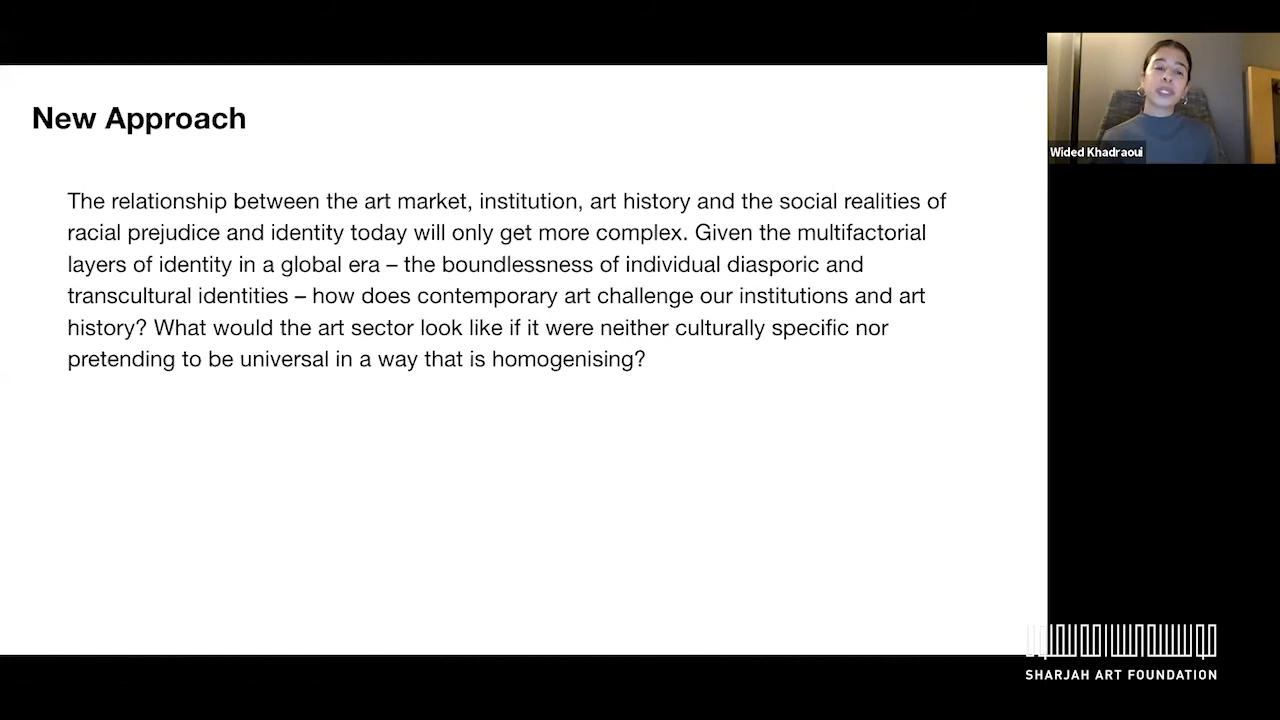 New Approach
The relationship between the art market, institution, art history and the social realities of
racial prejudice and identity today will only get more complex. Given the multifactorial
layers of identity in a global era – the boundlessness of individual diasporic and
transcultural identities – how does contemporary art challenge our institutions and art
history? What would the art sector look like if it were neither culturally specific nor
pretending to be universal in a way that is homogenising?
Wided Khadraoui
SHARJAH ART FOUNDATION